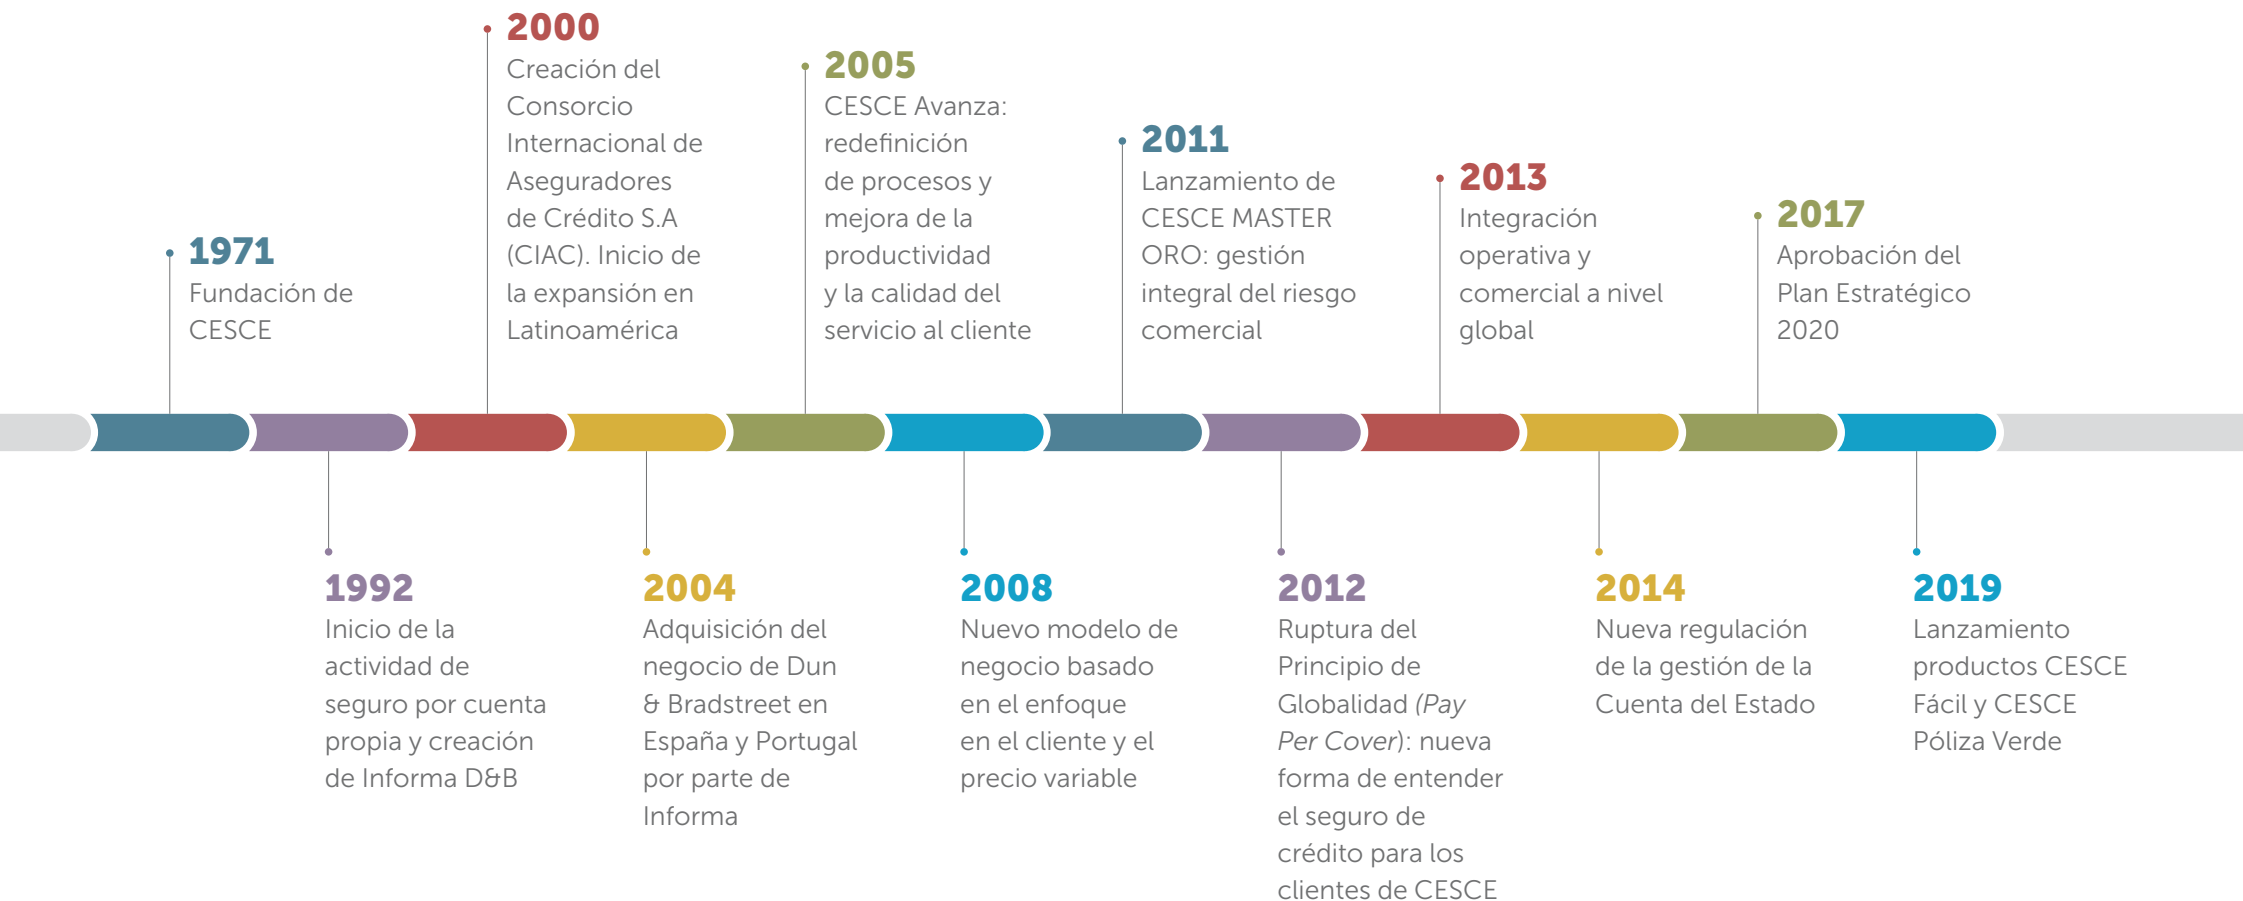 2000
Creación del
Consorcio
Internacional de
Aseguradores
de Crédito S.A
(CIAC). Inicio de
la expansión en
Latinoamérica
2005
CESCE Avanza:
redefinición
de procesos y
mejora de la
productividad
y la calidad del
servicio al cliente
2011
Lanzamiento de
CESCE MASTER
ORO: gestión
integral del riesgo
comercial
2013
Integración
operativa y
comercial a nivel
global
2017
Aprobación del
Plan Estratégico
2020
1971
Fundación de
CESCE
1992
Inicio de la
actividad de
seguro por cuenta
propia y creación
de Informa D&B
2004
Adquisición del
negocio de Dun
& Bradstreet en
España y Portugal
por parte de
Informa
2008
Nuevo modelo de
negocio basado
en el enfoque
en el cliente y el
precio variable
2012
Ruptura del
Principio de
Globalidad (Pay
Per Cover): nueva
forma de entender
el seguro de
crédito para los
clientes de CESCE
2014
Nueva regulación
de la gestión de la
Cuenta del Estado
2019
Lanzamiento
productos CESCE
Fácil y CESCE
Póliza Verde